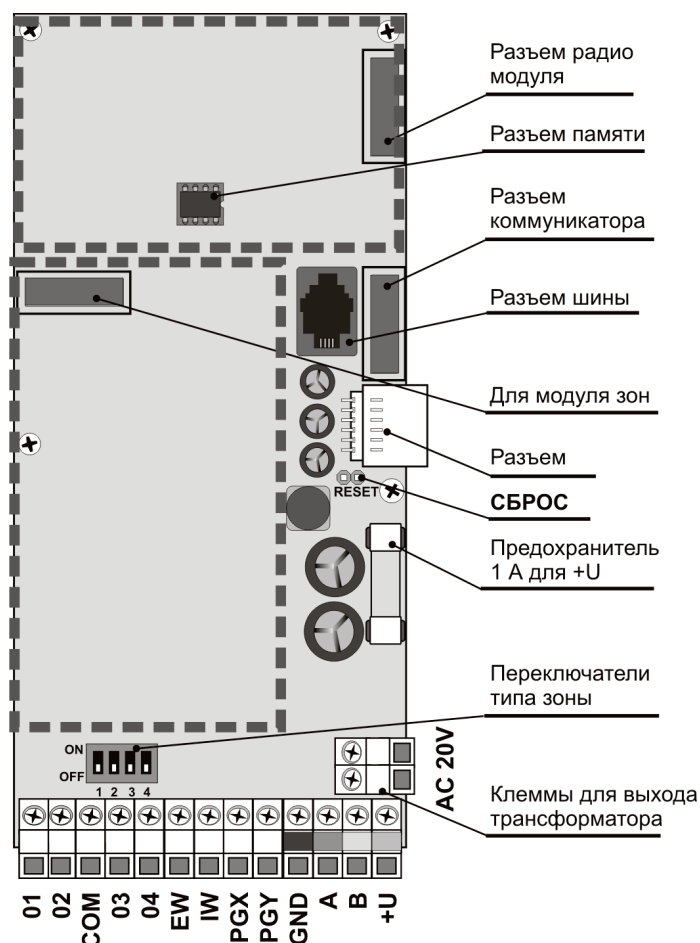 Разъем радио
модуля
Разъем памяти
Разъем
коммуникатора
Разъем шины
Для модуля зон
Разъем
RESET
СБРОС
Предохранитель
1 А для +U
Переключатели
типа зоны
ON
OFF
1 2 3 4
AC 20V
Клеммы для выхода
трансформатора
01 02 COM 03 04 EW IW PGX PGY GND A B +U